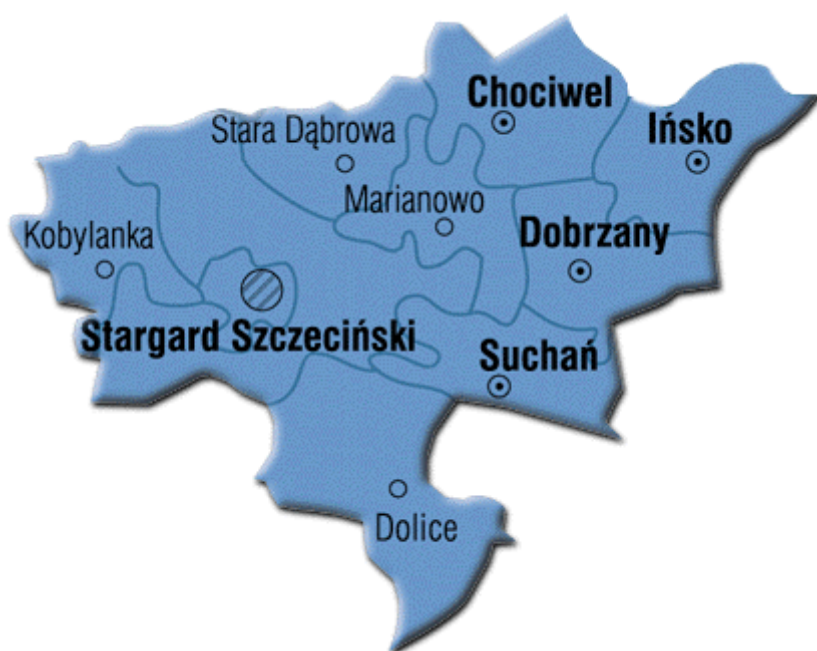 Chociwel
Ińsko
Stara Dąbrowa
Marianowo
Kobylanka
Dobrzany
Stargard Szczeciński
Suchań
Dolice